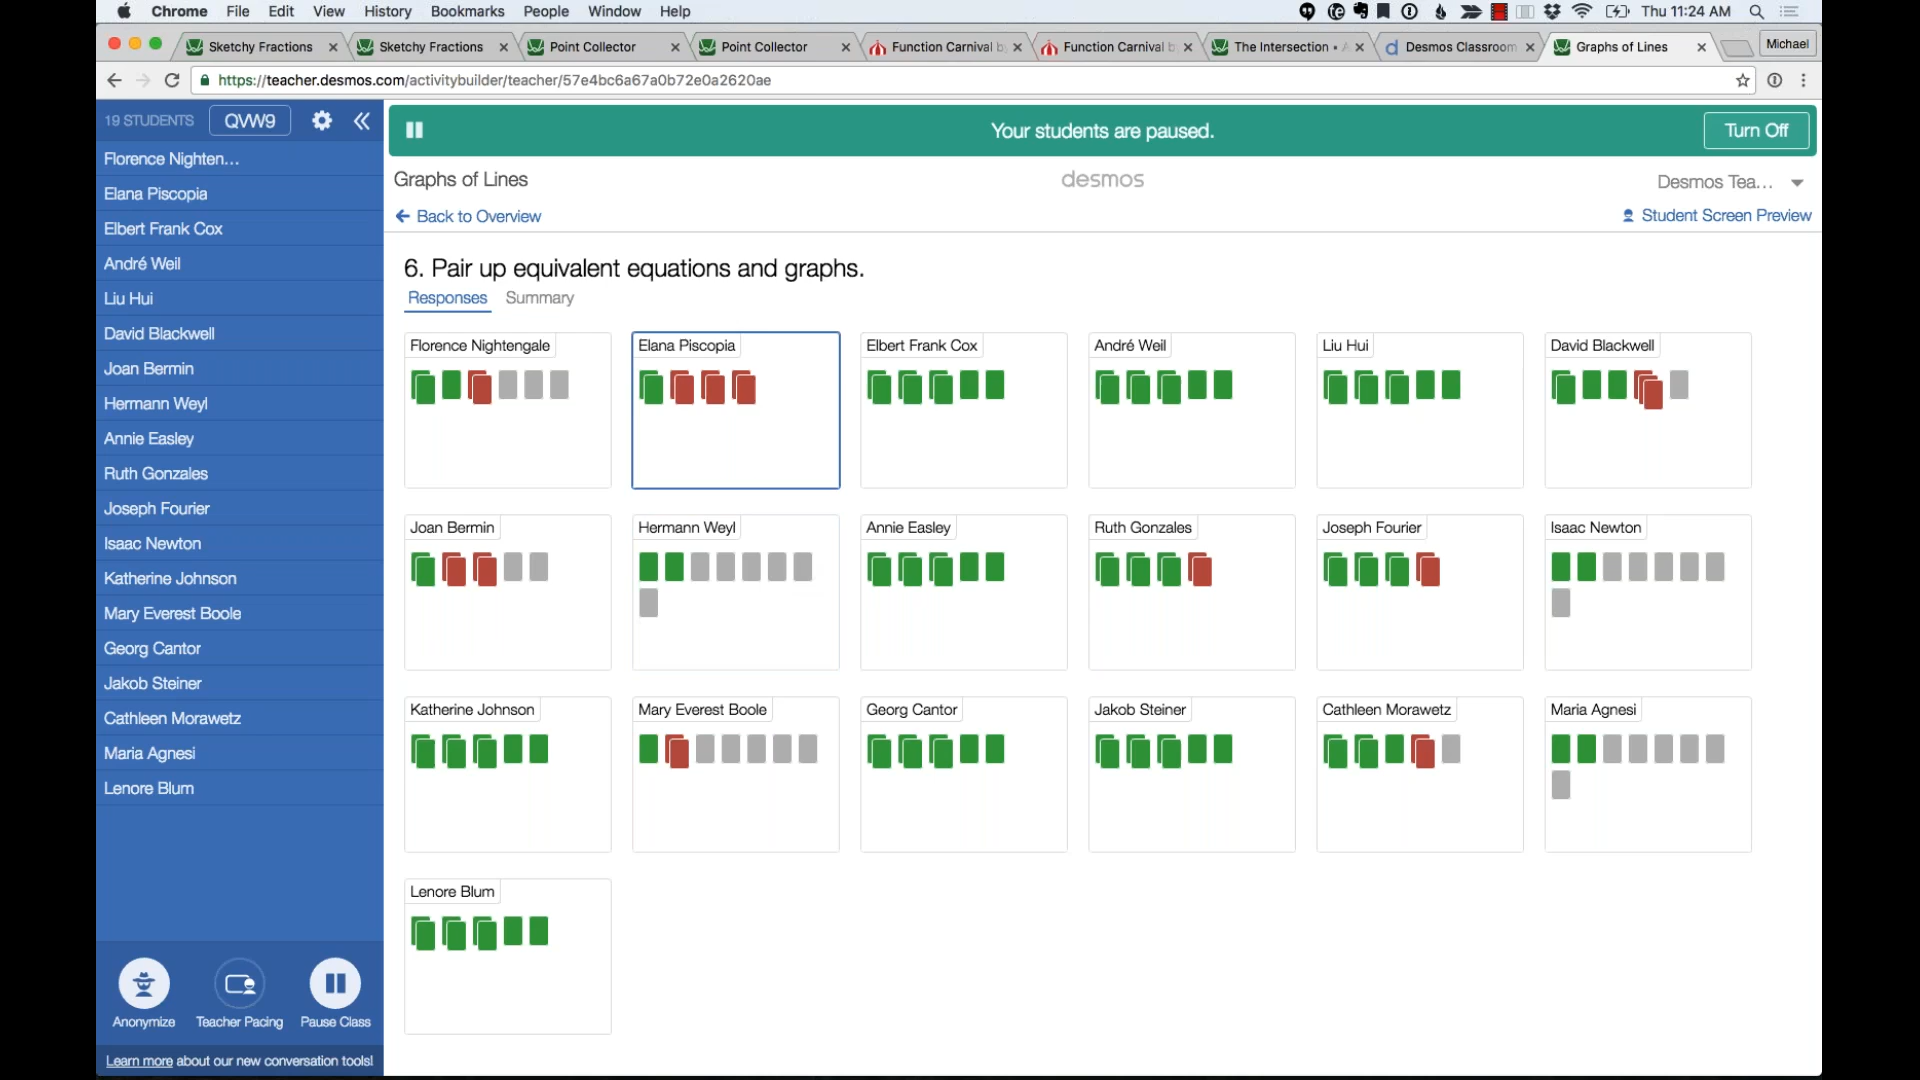 Chrome File Edit View History Bookmarks People Window Help Thu 11:24 AM
Sketchy Fractions Sketchy Fractions Point Collector Point Collector Function Carnival Function Carnival The Intersection • Desmos Classroom Graphs of Lines Michael
https://teacher.desmos.com/activitybuilder/teacher/57e4bc6a67a0b72e0a2620ae
19 STUDENTS QVW9
Your students are paused. Turn Off
Graphs of Lines desmos Desmos Tea...
Back to Overview Student Screen Preview
6. Pair up equivalent equations and graphs.
Responses Summary
Florence Nighten...
Elana Piscopia
Elbert Frank Cox
André Weil
Liu Hui
David Blackwell
Joan Bermin
Hermann Weyl
Annie Easley
Ruth Gonzales
Joseph Fourier
Isaac Newton
Katherine Johnson
Mary Everest Boole
Georg Cantor
Jakob Steiner
Cathleen Morawetz
Maria Agnesi
Lenore Blum
Anonymize Teacher Pacing Pause Class
Learn more about our new conversation tools!
Florence Nightengale Elana Piscopia Elbert Frank Cox André Weil Liu Hui David Blackwell
Joan Bermin Hermann Weyl Annie Easley Ruth Gonzales Joseph Fourier Isaac Newton
Katherine Johnson Mary Everest Boole Georg Cantor Jakob Steiner Cathleen Morawetz Maria Agnesi
Lenore Blum